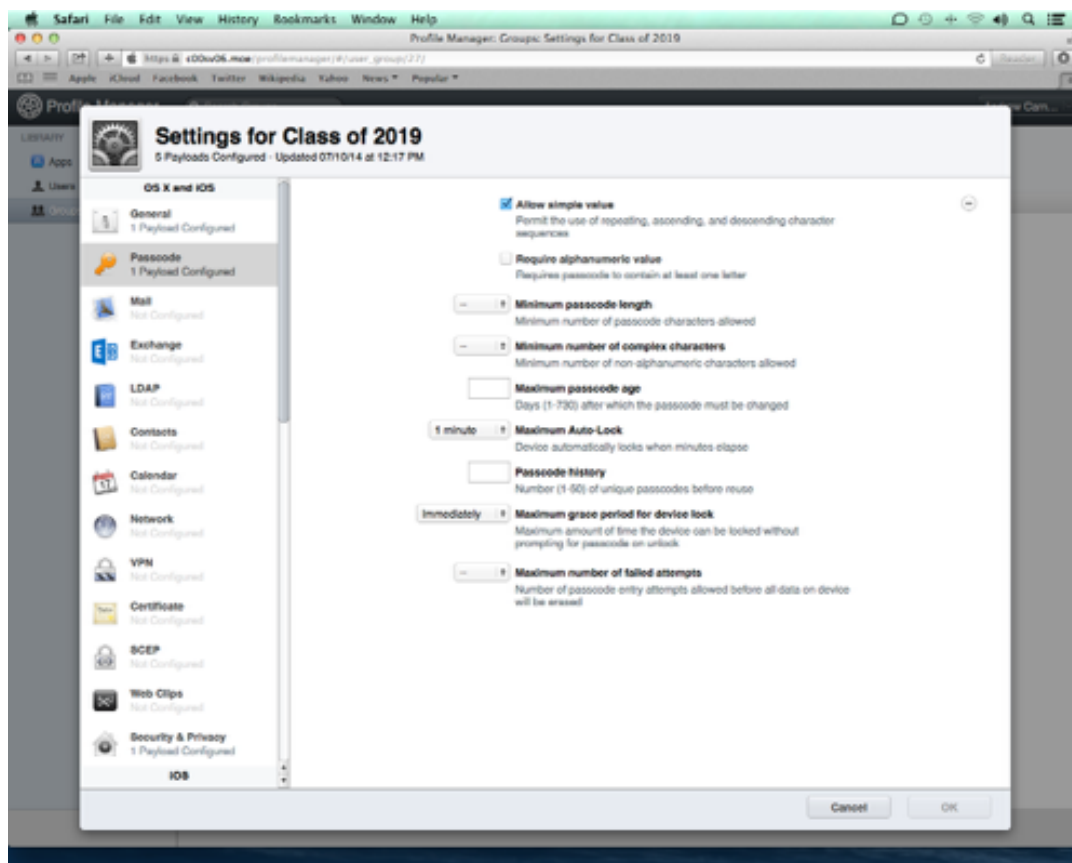 Safari File Edit View History Bookmarks Window Help
Profile Manager: Groups: Settings for Class of 2019
https
/profilemanager/#/user_group/27/
Reader
Apple iCloud Facebook Twitter Wikipedia Yahoo News Popular
Profile Manager
LIBRARY
Apps
Users
Groups
Settings for Class of 2019
5 Payloads Configured - Updated 07/10/14 at 12:17 PM
OS X and iOS
General
1 Payload Configured
Passcode
1 Payload Configured
Mail
Not Configured
Exchange
Not Configured
LDAP
Not Configured
Contacts
Not Configured
Calendar
Not Configured
Network
Not Configured
VPN
Not Configured
Certificate
Not Configured
SCEP
Not Configured
Web Clips
Not Configured
Security & Privacy
1 Payload Configured
iOS
Allow simple value
Permit the use of repeating, ascending, and descending character
sequences
Require alphanumeric value
Requires passcode to contain at least one letter
-- Minimum passcode length
Minimum number of passcode characters allowed
-- Minimum number of complex characters
Minimum number of non-alphanumeric characters allowed
Maximum passcode age
Days (1-730) after which the passcode must be changed
1 minute Maximum Auto-Lock
Device automatically locks when minutes elapse
Passcode history
Number (1-50) of unique passcodes before reuse
Immediately Maximum grace period for device lock
Maximum amount of time the device can be locked without
prompting for passcode on unlock
-- Maximum number of failed attempts
Number of passcode entry attempts allowed before all data on device
will be erased
Cancel OK